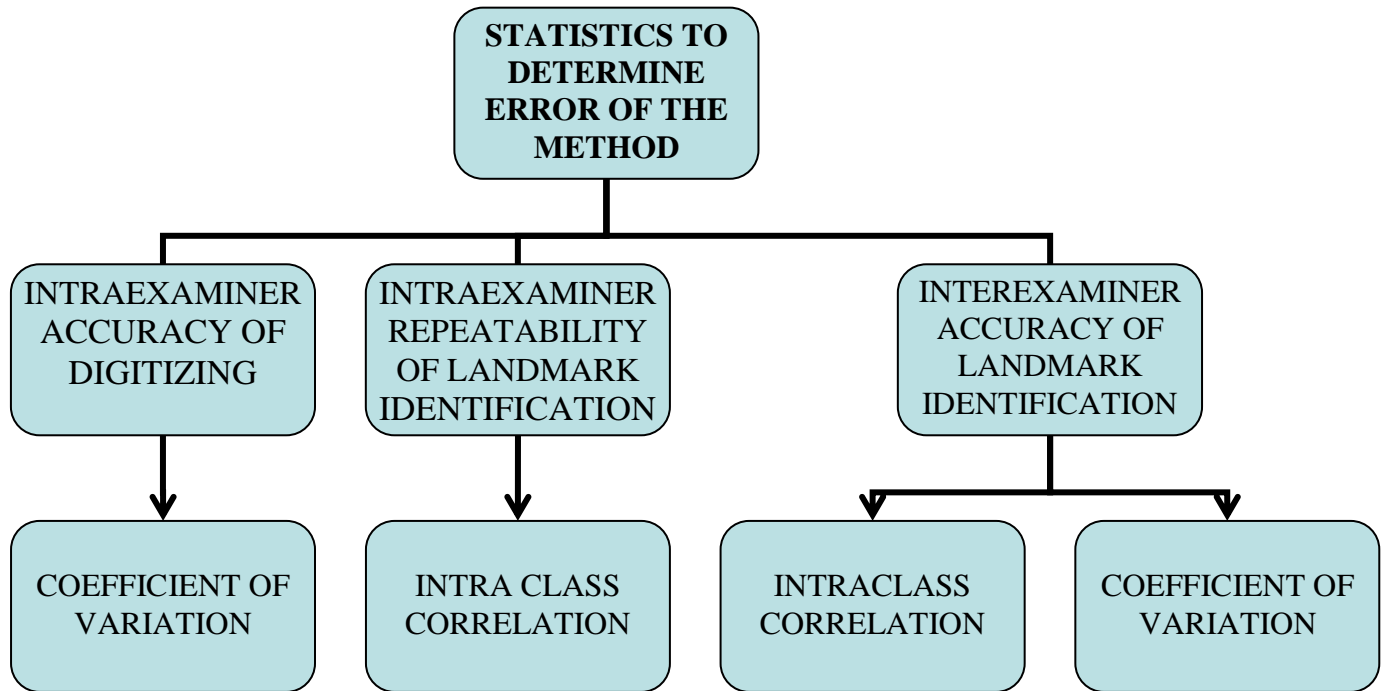 STATISTICS TO
DETERMINE
ERROR OF THE
METHOD
INTRAEXAMINER
ACCURACY OF
DIGITIZING
INTRAEXAMINER
REPEATABILITY
OF LANDMARK
IDENTIFICATION
INTEREXAMINER
ACCURACY OF
LANDMARK
IDENTIFICATION
COEFFICIENT OF
VARIATION
INTRA CLASS
CORRELATION
INTRACLASS
CORRELATION
COEFFICIENT OF
VARIATION